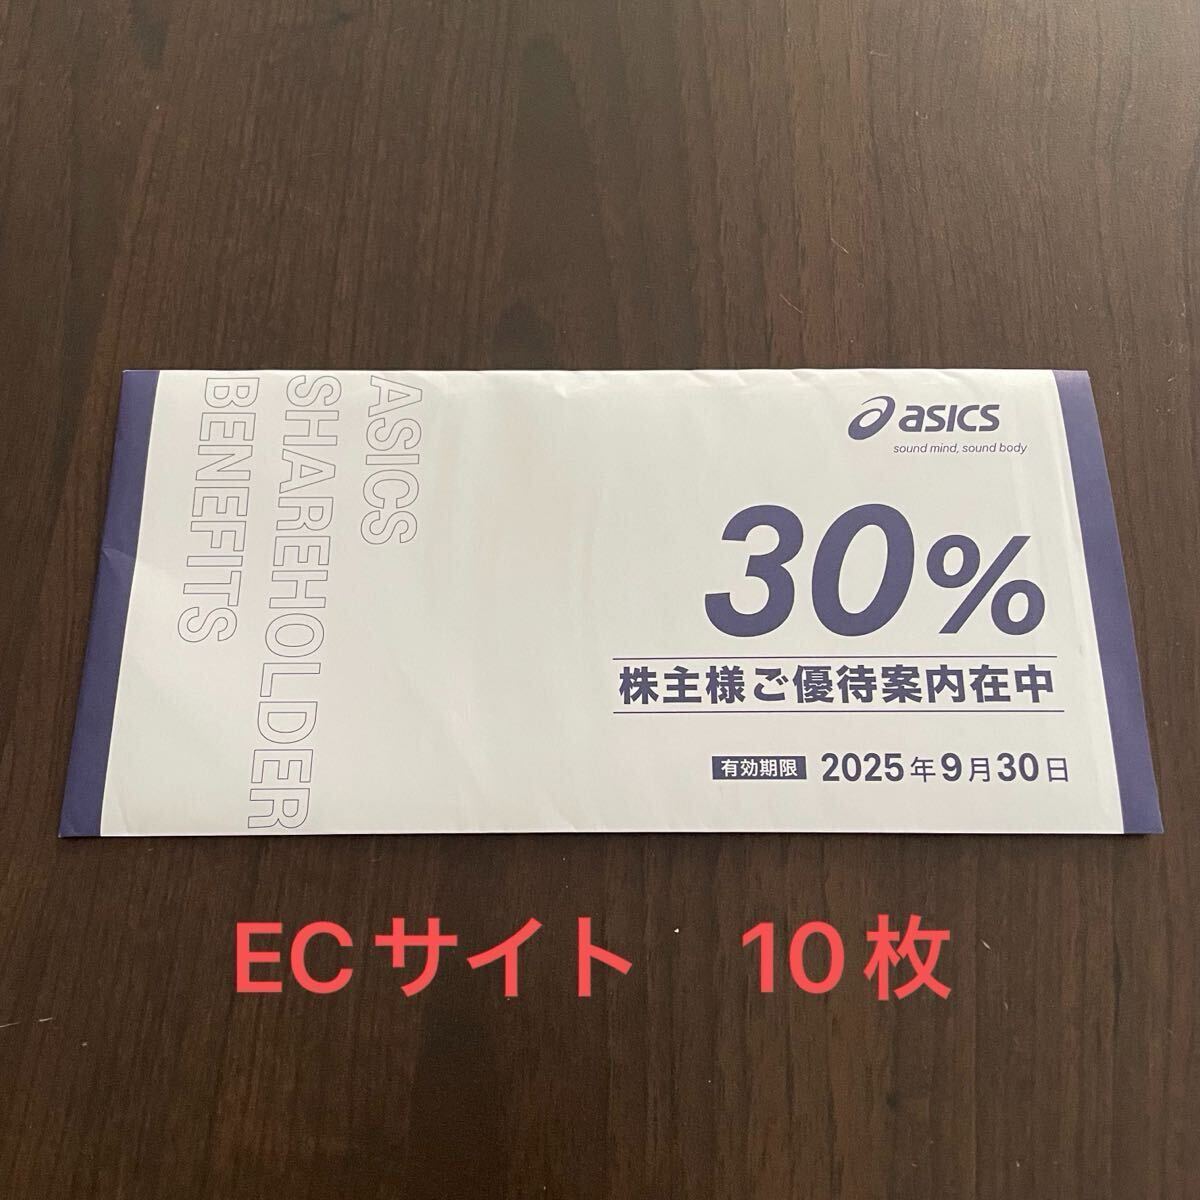 ASICS
SHAREHOLDER
BENEFITS
asics
sound mind, sound body
30%
株主様ご優待案内在中
有効期限 2025年9月30日
ECサイト 10枚